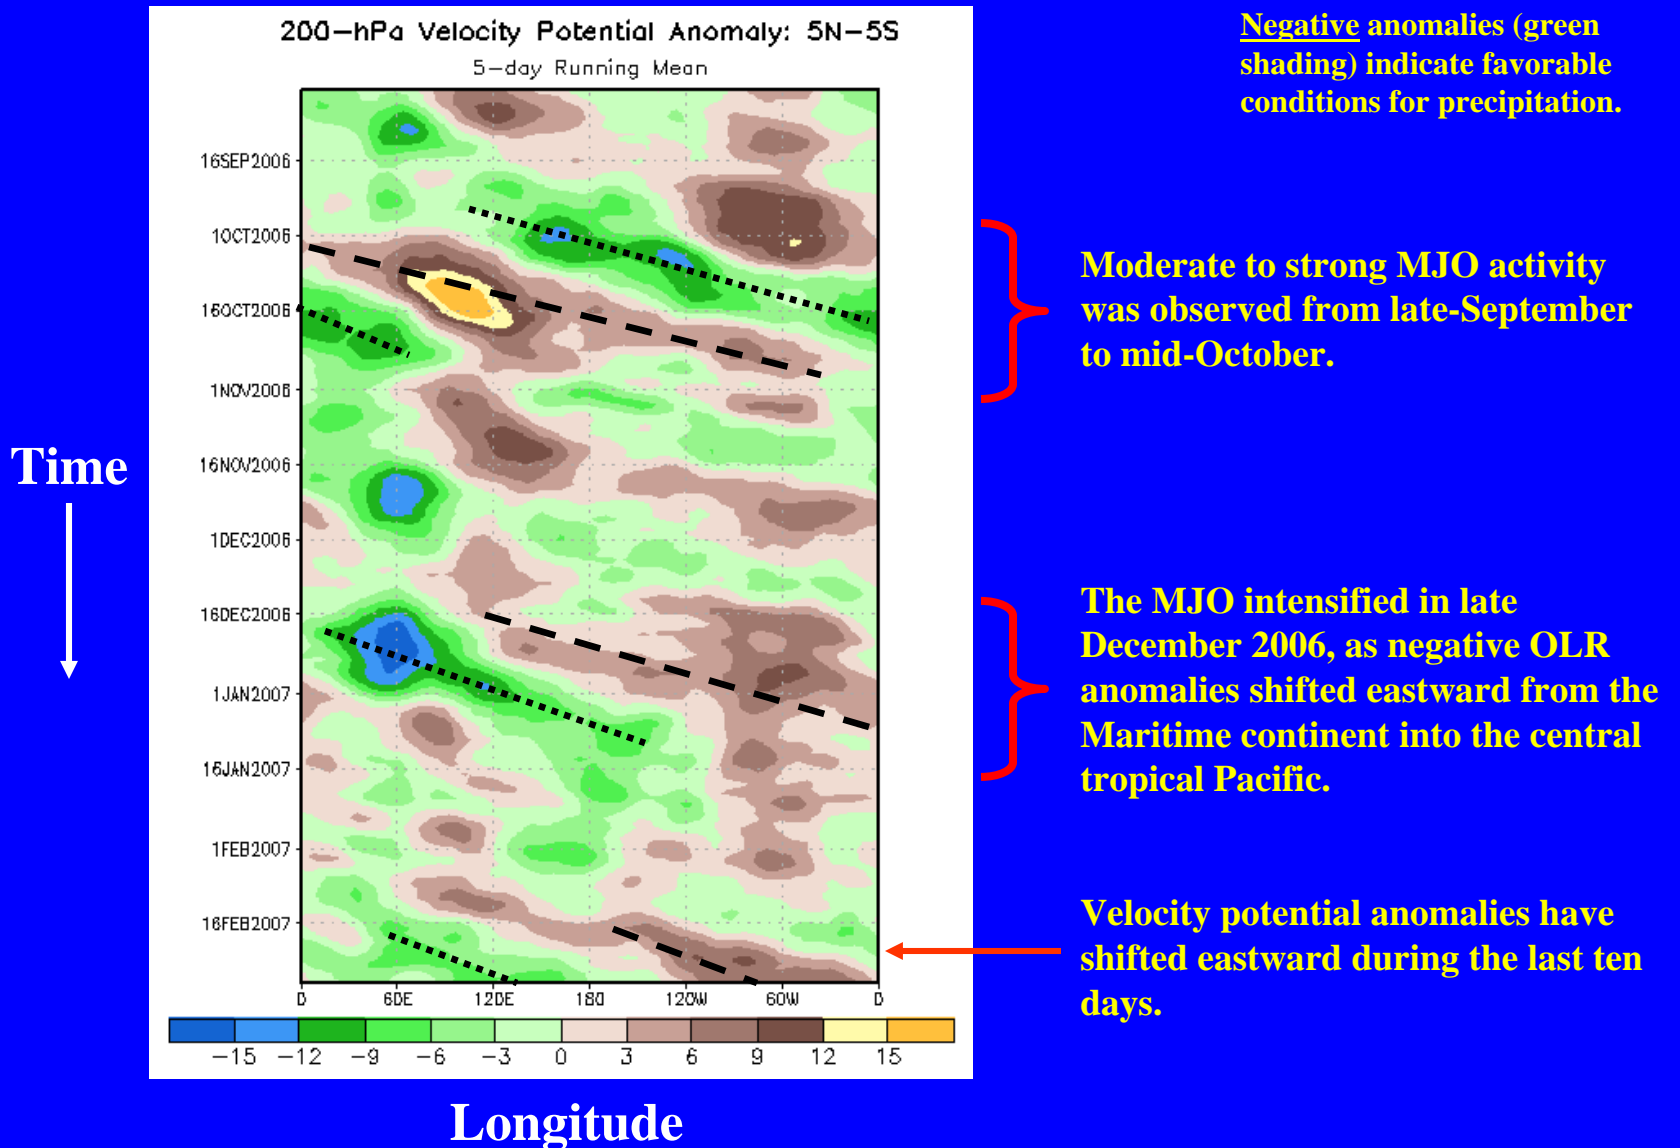 200-hPa Velocity Potential Anomaly: 5N-5S
5-day Running Mean
Negative anomalies (green
shading) indicate favorable
conditions for precipitation.
16SEP2006
1OCT2006
16OCT2006
1NOV2006
16NOV2006
1DEC2006
16DEC2006
1JAN2007
16JAN2007
1FEB2007
16FEB2007
Time
Moderate to strong MJO activity
was observed from late-September
to mid-October.
The MJO intensified in late
December 2006, as negative OLR
anomalies shifted eastward from the
Maritime continent into the central
tropical Pacific.
Velocity potential anomalies have
shifted eastward during the last ten
days.
0 60E 120E 180 120W 60W 0
-15 -12 -9 -6 -3 0 3 6 9 12 15
Longitude